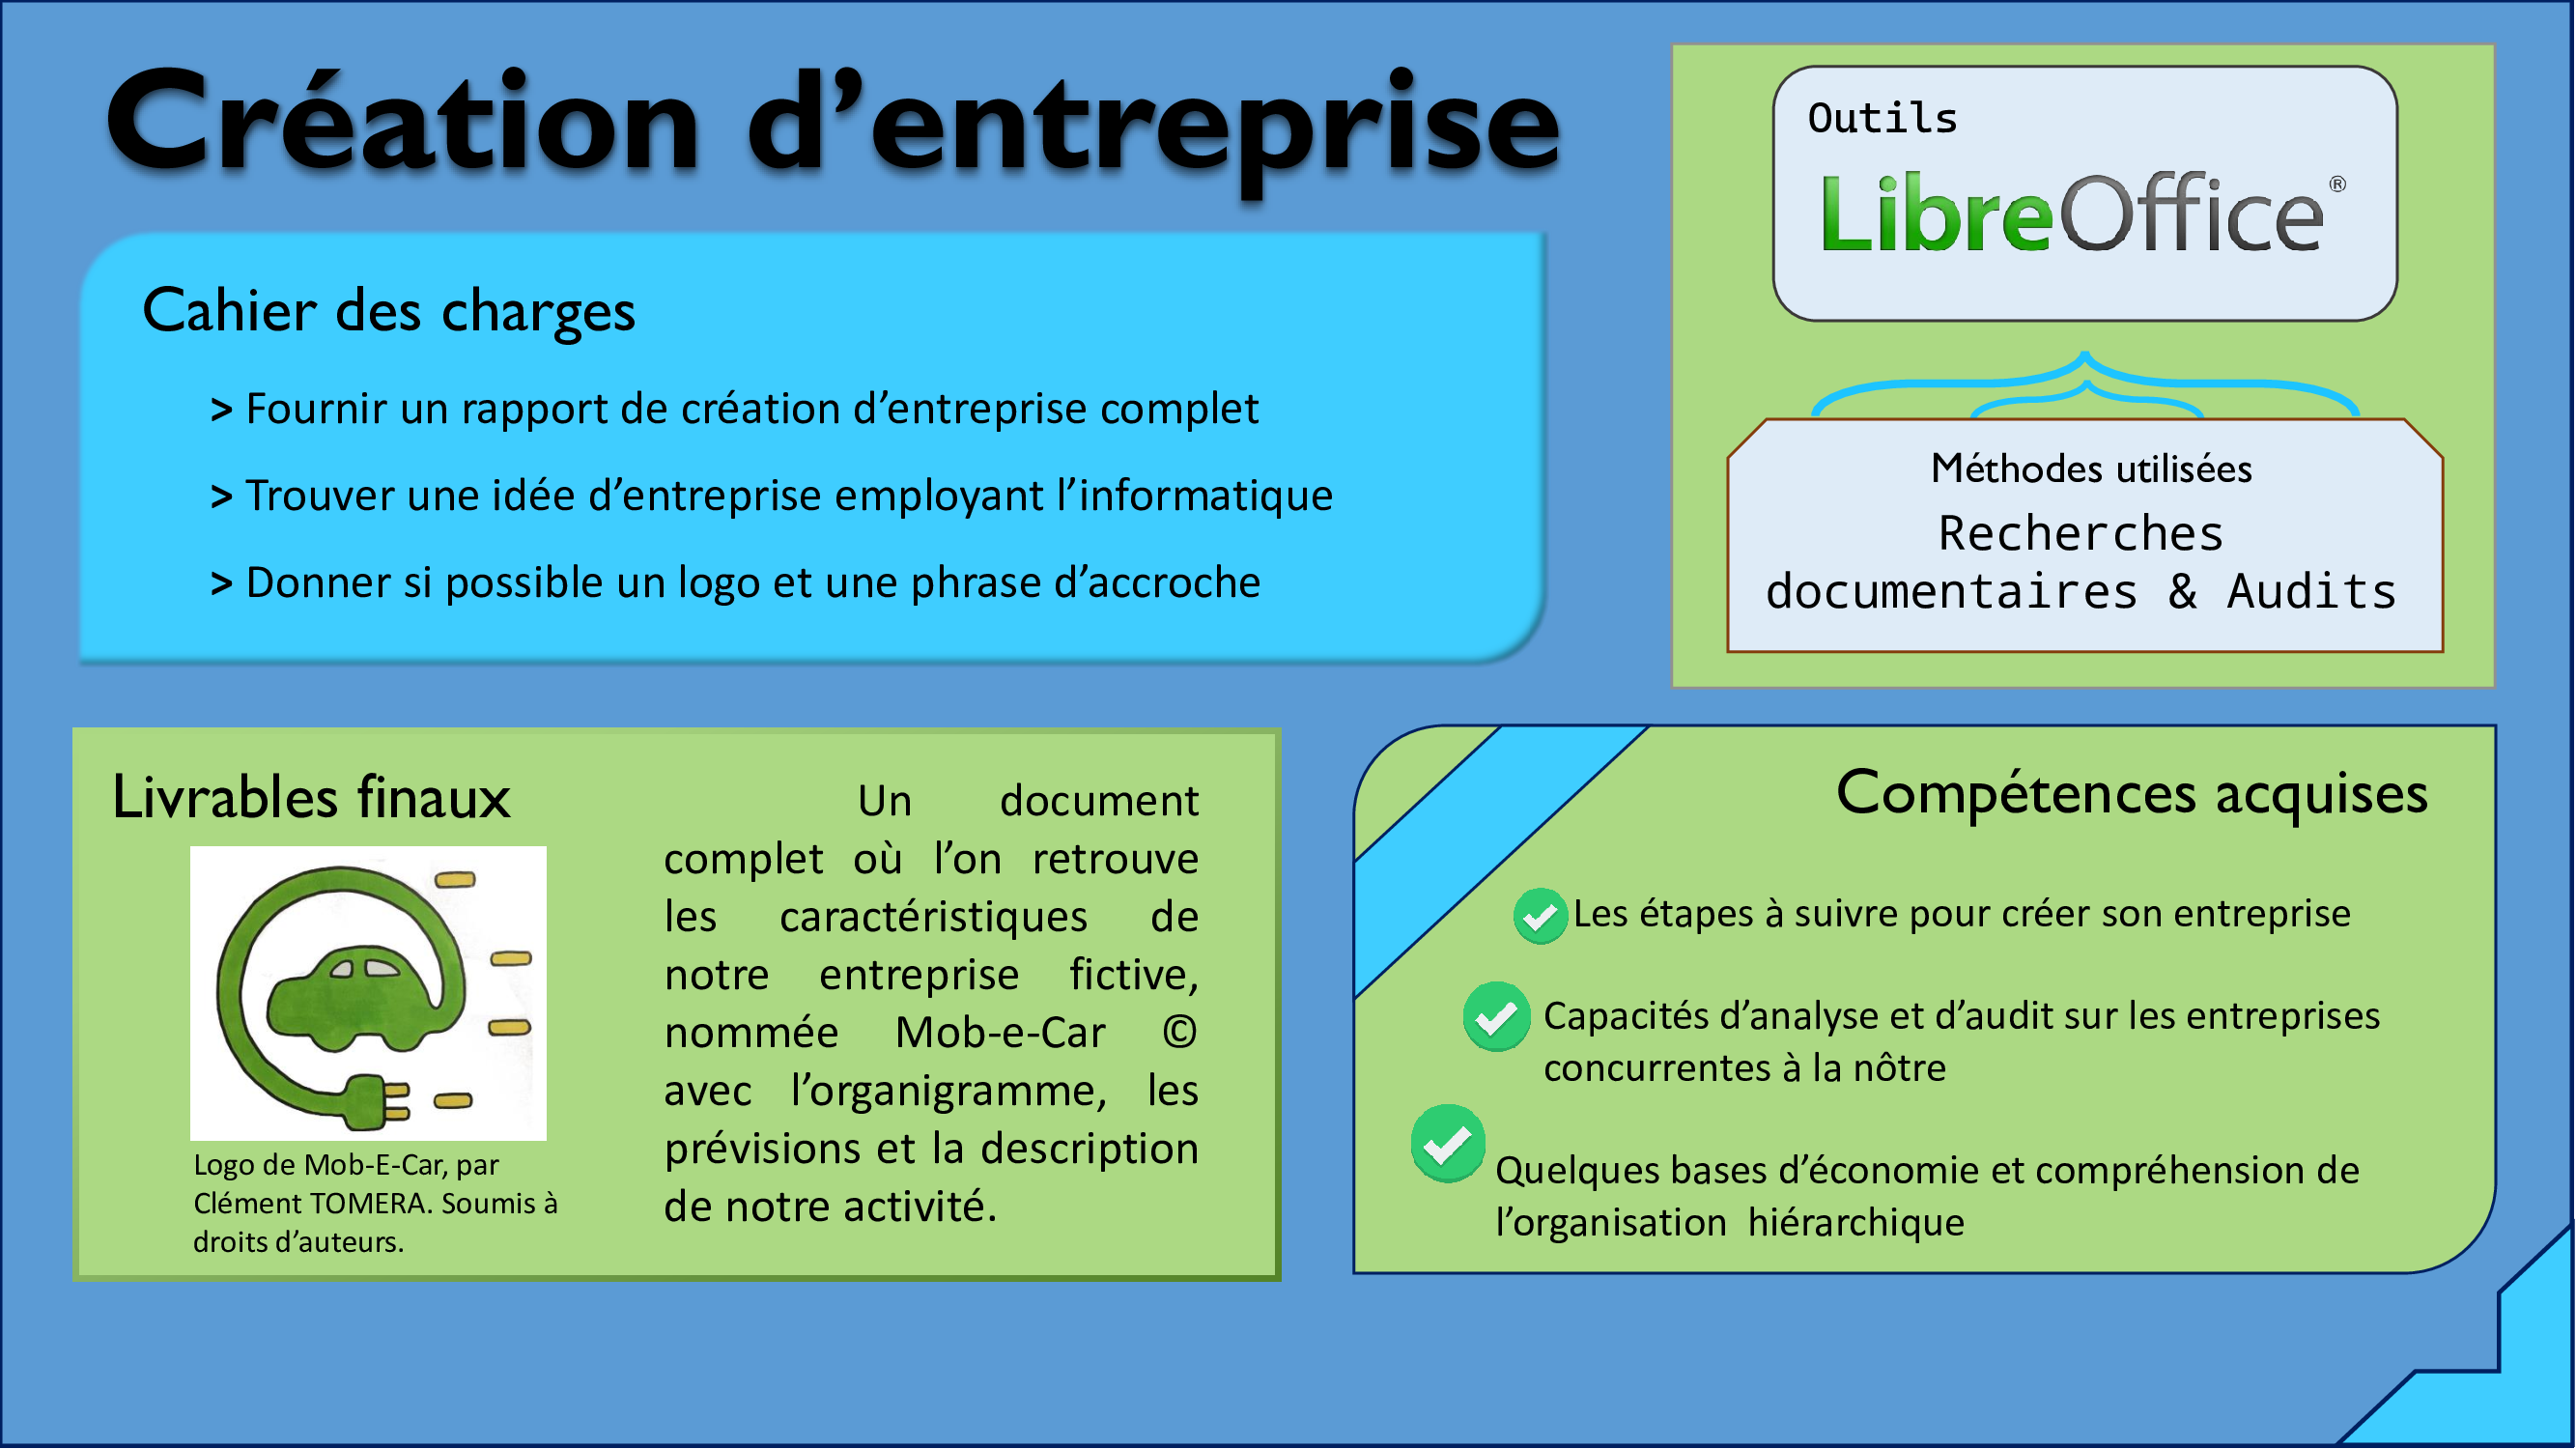 Création d’entreprise
Cahier des charges
> Fournir un rapport de création d’entreprise complet
> Trouver une idée d’entreprise employant l’informatique
> Donner si possible un logo et une phrase d’accroche
Outils
LibreOffice®
Méthodes utilisées
Recherches
documentaires & Audits
Livrables finaux
Logo de Mob-E-Car, par
Clément TOMERA. Soumis à
droits d’auteurs.
Un document
complet où l’on retrouve
les caractéristiques de
notre entreprise fictive,
nommée Mob-e-Car ©
avec l’organigramme, les
prévisions et la description
de notre activité.
Compétences acquises
Les étapes à suivre pour créer son entreprise
Capacités d’analyse et d’audit sur les entreprises
concurrentes à la nôtre
Quelques bases d’économie et compréhension de
l’organisation  hiérarchique